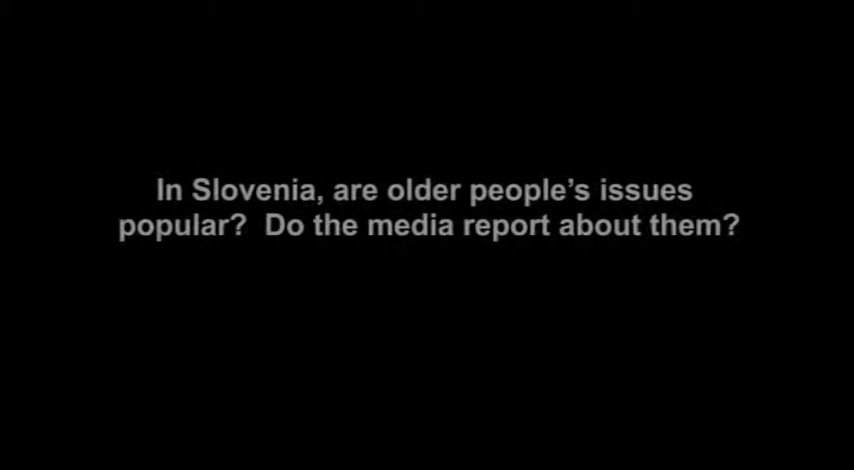 In Slovenia, are older people’s issues
popular?  Do the media report about them?